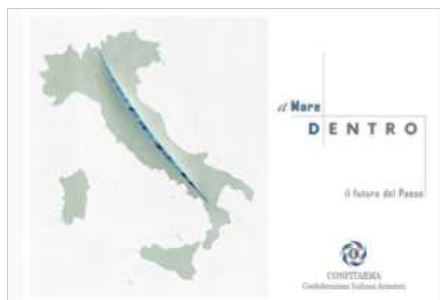 il Mare
DENTRO
il futuro del Paese
CONFITARMA
Confederazione Italiana Armatori